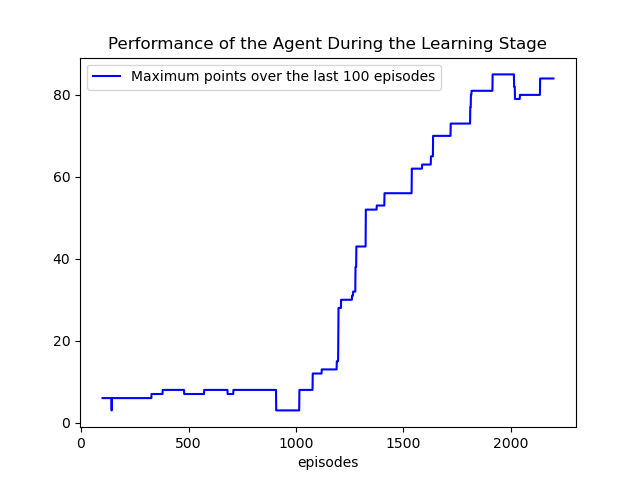 Performance of the Agent During the Learning Stage
Maximum points over the last 100 episodes
80
60
40
20
0
0 500 1000 1500 2000
episodes